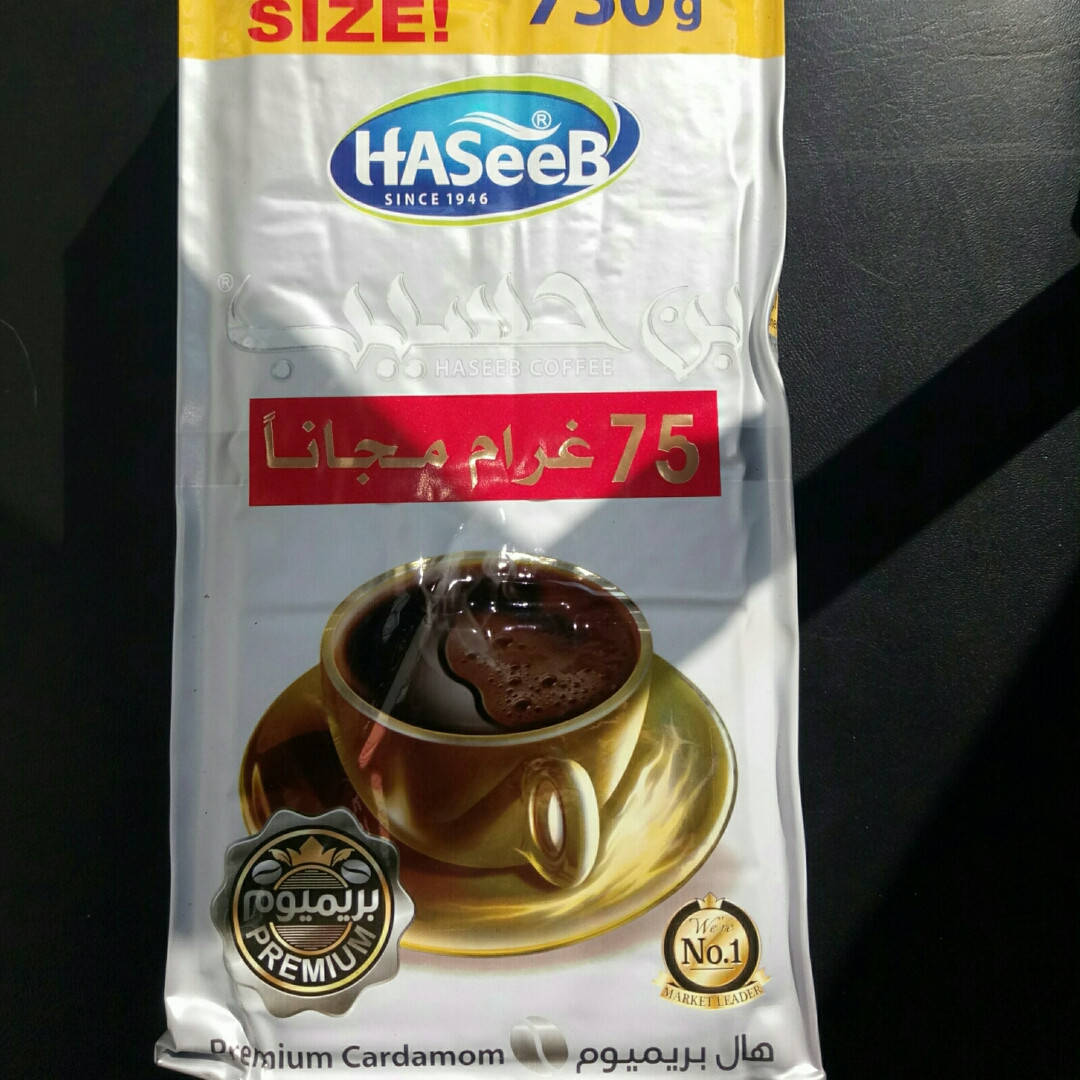 SIZE!
750g
HASeeB®
SINCE 1946
بن حسيب®
HASEEB COFFEE
75 غرام مجاناً
بريميوم
PREMIUM
We're
No.1
MARKET LEADER
Premium Cardamom
هال بريميوم